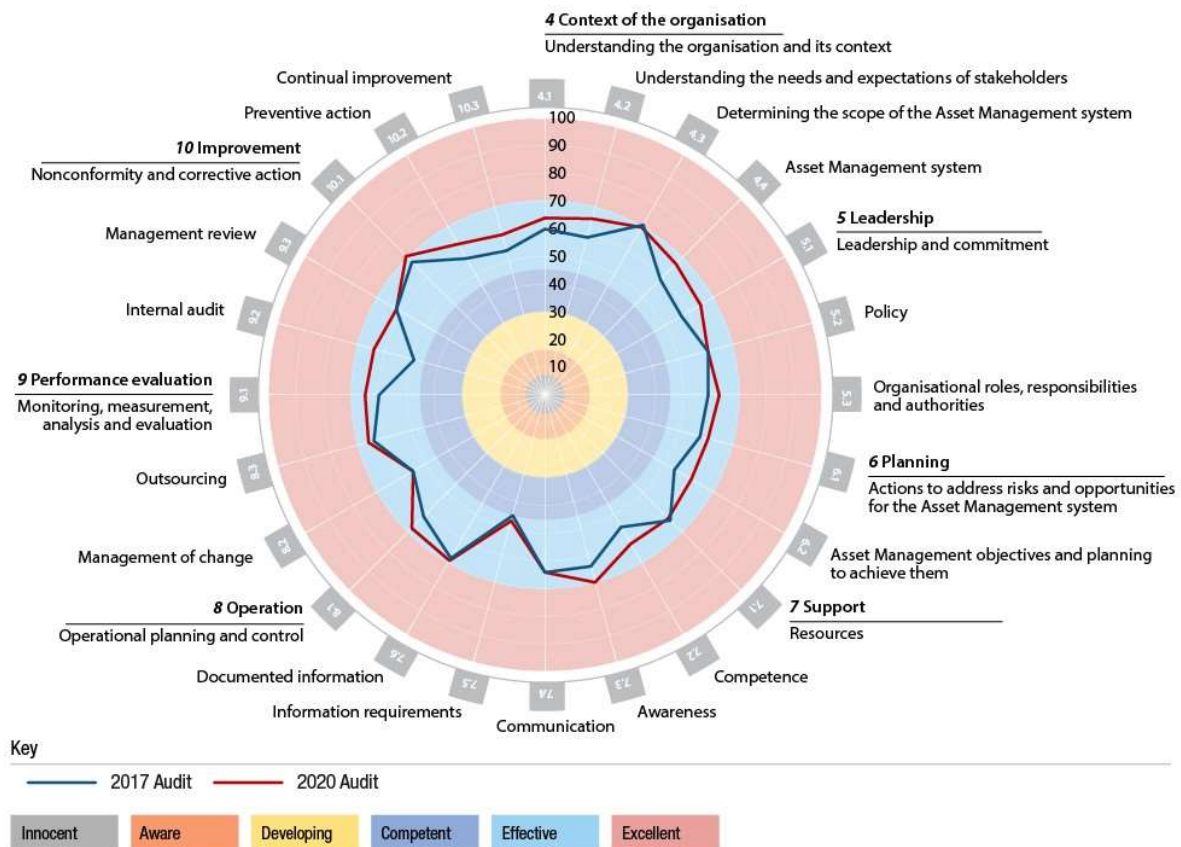 4 Context of the organisation
Understanding the organisation and its context
Understanding the needs and expectations of stakeholders
Determining the scope of the Asset Management system
Asset Management system
5 Leadership
Leadership and commitment
Policy
Organisational roles, responsibilities
and authorities
6 Planning
Actions to address risks and opportunities
for the Asset Management system
Asset Management objectives and planning
to achieve them
7 Support
Resources
Competence
Awareness
Communication
Information requirements
Documented information
8 Operation
Operational planning and control
Management of change
Outsourcing
9 Performance evaluation
Monitoring, measurement,
analysis and evaluation
Internal audit
Management review
10 Improvement
Nonconformity and corrective action
Preventive action
Continual improvement
4.1
4.2
4.3
4.4
5.1
5.2
5.3
6.1
6.2
7.1
7.2
7.3
7.4
7.5
7.6
8.1
8.2
8.3
9.1
9.2
9.3
10.1
10.2
10.3
100
90
80
70
60
50
40
30
20
10
Key
2017 Audit
2020 Audit
Innocent
Aware
Developing
Competent
Effective
Excellent